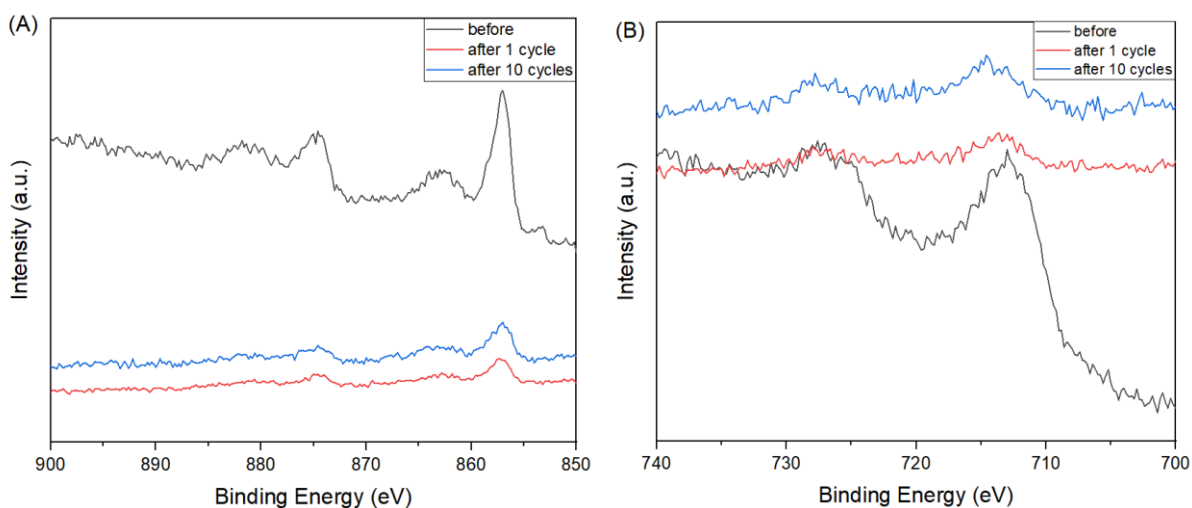 (A)
before
after 1 cycle
after 10 cycles
Intensity (a.u.)
900 890 880 870 860 850
Binding Energy (eV)
(B)
before
after 1 cycle
after 10 cycles
Intensity (a.u.)
740 730 720 710 700
Binding Energy (eV)